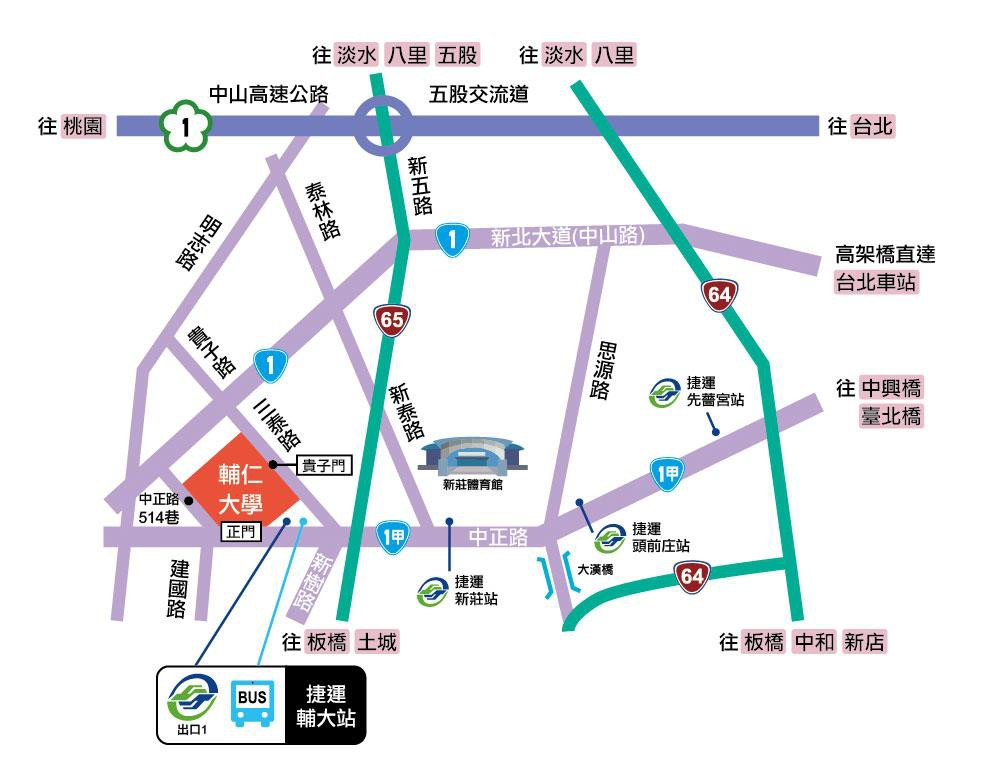 往 淡水 八里 五股
往 淡水 八里
中山高速公路
五股交流道
往 桃園
1
往 台北
新五路
泰林路
明志路
1
新北大道(中山路)
高架橋直達
台北車站
64
65
貴子路
1
思源路
捷運
先嗇宮站
往 中興橋
臺北橋
新泰路
三泰路
輔仁
大學
貴子門
新莊體育館
1甲
中正路
514巷
正門
1甲
中正路
捷運
頭前庄站
大漢橋
建國路
新樹路
捷運
新莊站
64
往 板橋 土城
往 板橋 中和 新店
BUS
出口1
捷運
輔大站